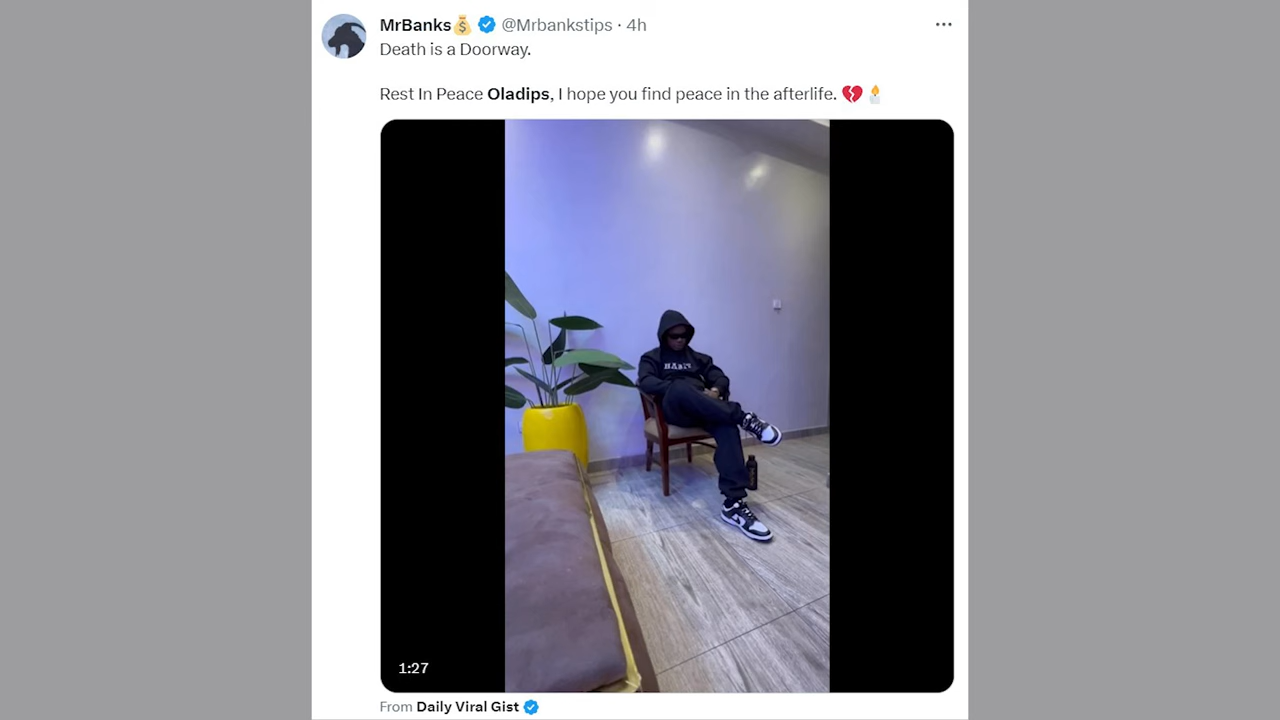 MrBanks💰 @Mrbankstips · 4h
Death is a Doorway.
Rest In Peace Oladips, I hope you find peace in the afterlife. 💔🕯️
HABIT
1:27
From Daily Viral Gist